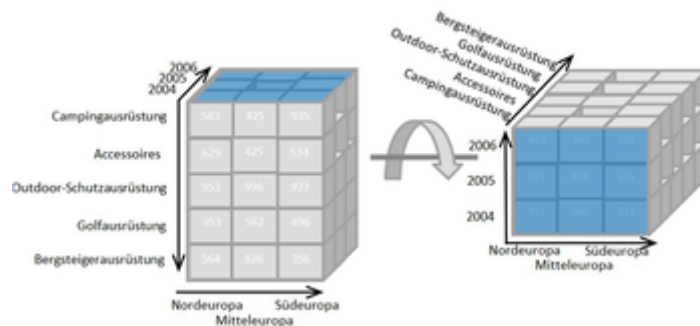 2006
2005
2004
Campingausrüstung
583 825 935
Accessoires
629 425 534
Outdoor-Schutzausrüstung
953 996 977
Golfausrüstung
353 562 496
Bergsteigerausrüstung
564 826 356
Nordeuropa Südeuropa
Mitteleuropa
Bergsteigerausrüstung
Golfausrüstung
Outdoor-Schutzausrüstung
Accessoires
Campingausrüstung
2006
2005
2004
Nordeuropa Südeuropa
Mitteleuropa